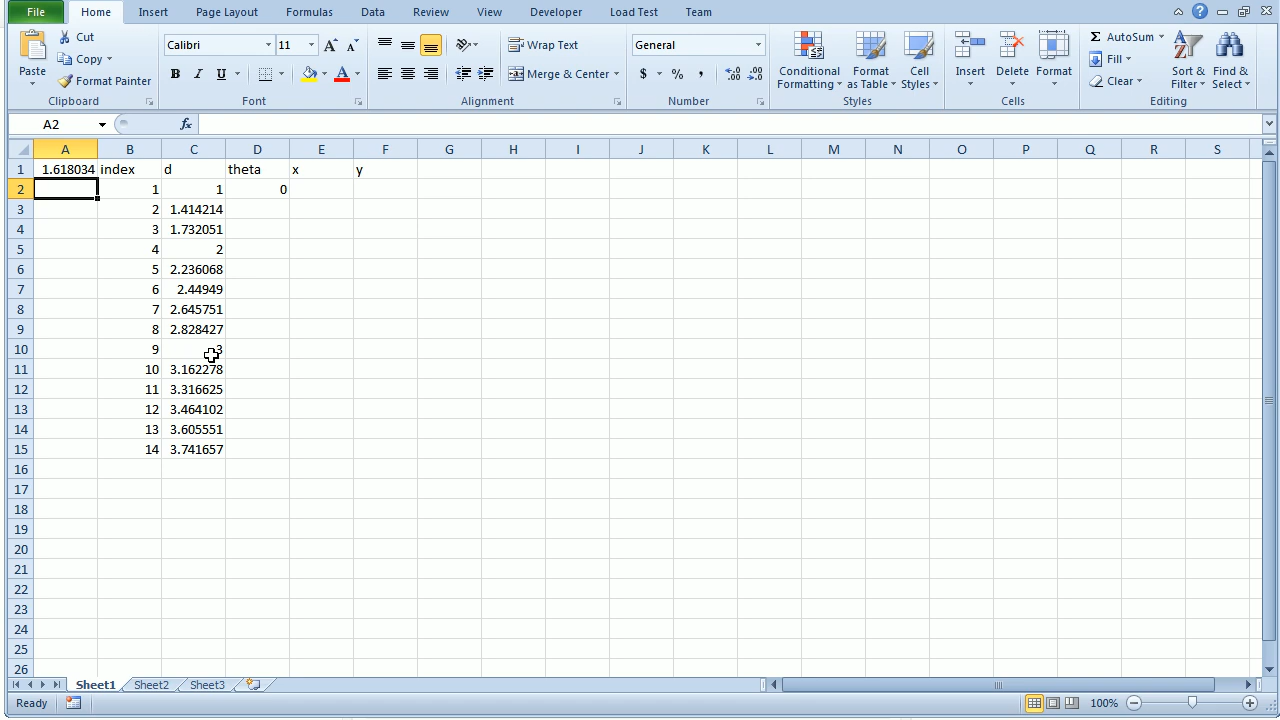 File Home Insert Page Layout Formulas Data Review View Developer Load Test Team
Paste Cut Copy Format Painter
Calibri 11 B I U
Wrap Text
Merge & Center
General
$ % ,
Conditional Formatting Format as Table Cell Styles
Insert Delete Format
Σ AutoSum Fill Clear
Sort & Filter Find & Select
Clipboard Font Alignment Number Styles Cells Editing
A2 fx
A B C D E F G H I J K L M N O P Q R S
1 1.618034 index d theta x y
2 1 1 0
3 2 1.414214
4 3 1.732051
5 4 2
6 5 2.236068
7 6 2.44949
8 7 2.645751
9 8 2.828427
10 9 3
11 10 3.162278
12 11 3.316625
13 12 3.464102
14 13 3.605551
15 14 3.741657
16
17
18
19
20
21
22
23
24
25
26
Sheet1 Sheet2 Sheet3
Ready 100%